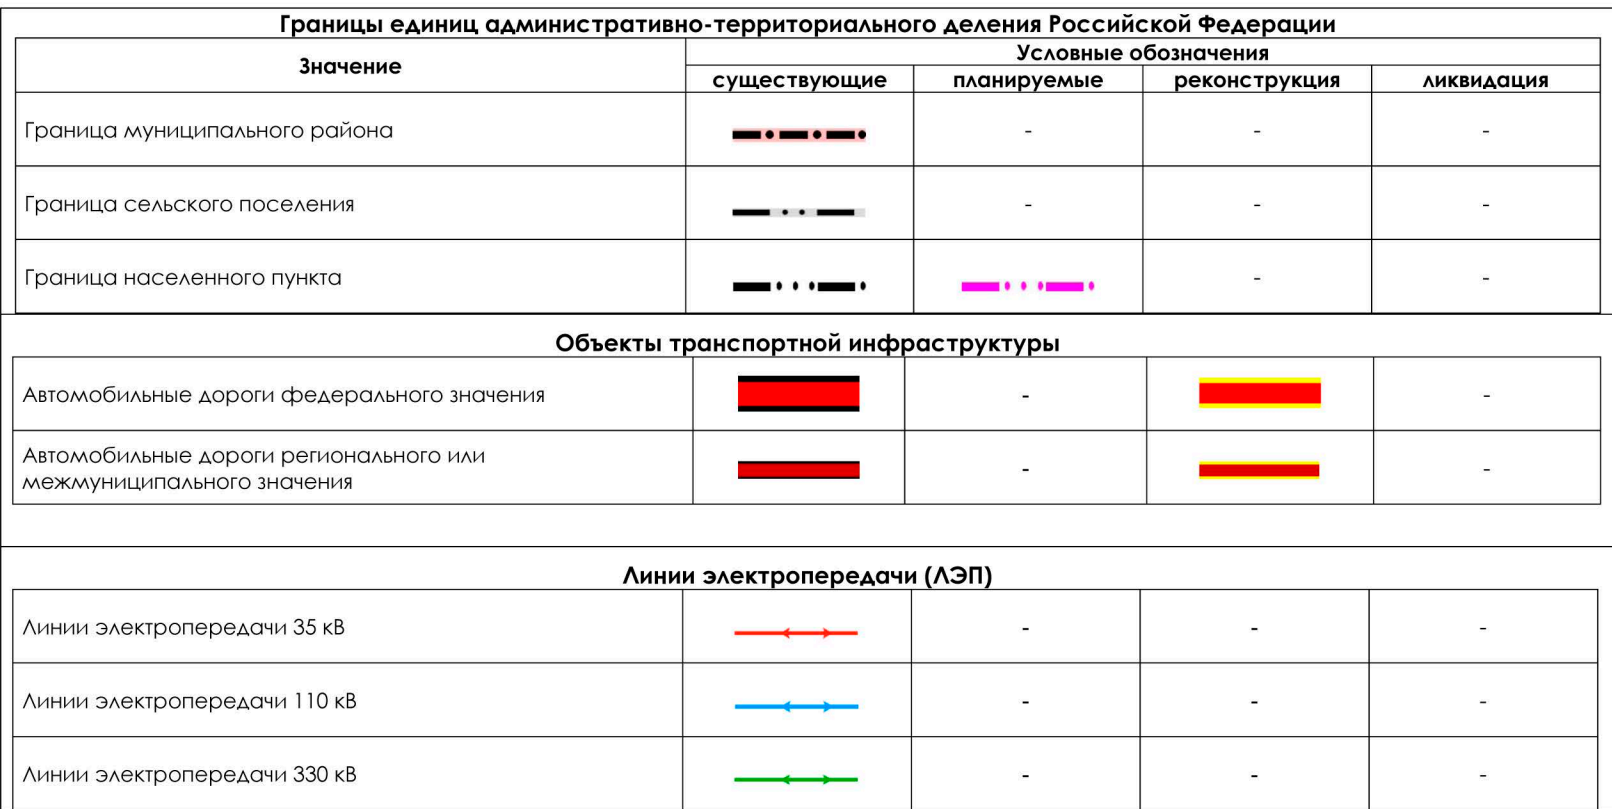 Границы единиц административно-территориального деления Российской Федерации
Значение
Условные обозначения
существующие планируемые реконструкция ликвидация
Граница муниципального района - - -
Граница сельского поселения - - -
Граница населенного пункта - -
Объекты транспортной инфраструктуры
Автомобильные дороги федерального значения - -
Автомобильные дороги регионального или
межмуниципального значения - -
Линии электропередачи (ЛЭП)
Линии электропередачи 35 кВ - - -
Линии электропередачи 110 кВ - - -
Линии электропередачи 330 кВ - - -